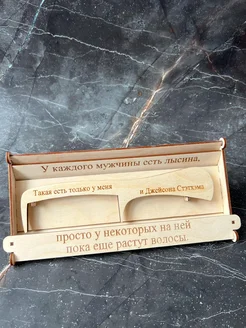 У каждого мужчины есть лысина,
Такая есть только у меня
и Джейсона Стэтхэма
просто у некоторых на ней
пока еще растут волосы.